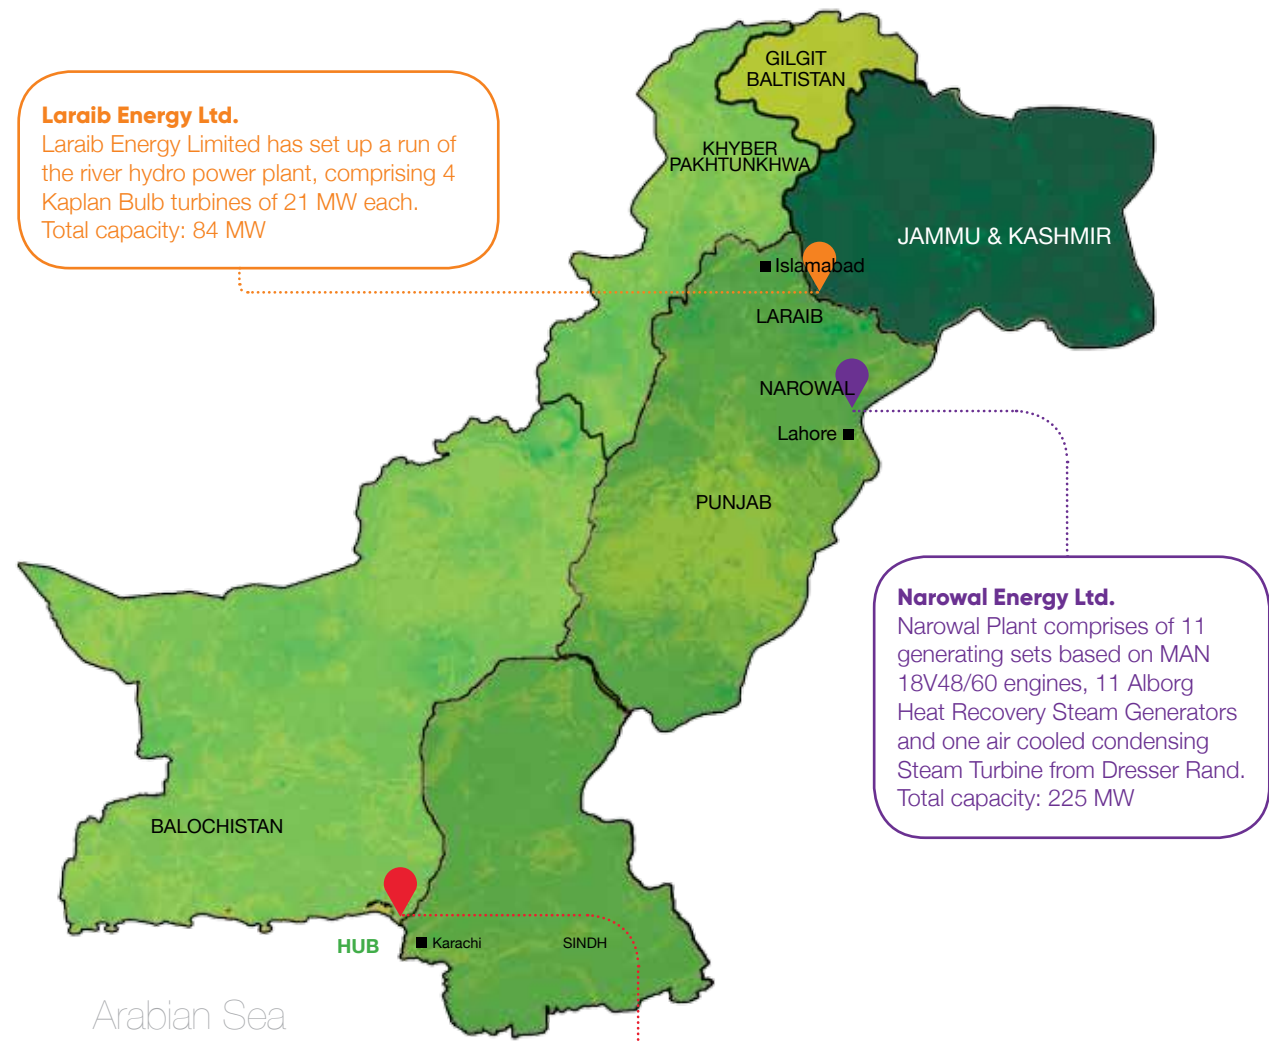 GILGIT
BALTISTAN
Laraib Energy Ltd.
Laraib Energy Limited has set up a run of
the river hydro power plant, comprising 4
Kaplan Bulb turbines of 21 MW each.
Total capacity: 84 MW
KHYBER
PAKHTUNKHWA
JAMMU & KASHMIR
Islamabad
LARAIB
NAROWAL
Lahore
PUNJAB
Narowal Energy Ltd.
Narowal Plant comprises of 11
generating sets based on MAN
18V48/60 engines, 11 Alborg
Heat Recovery Steam Generators
and one air cooled condensing
Steam Turbine from Dresser Rand.
Total capacity: 225 MW
BALOCHISTAN
HUB
Karachi
SINDH
Arabian Sea